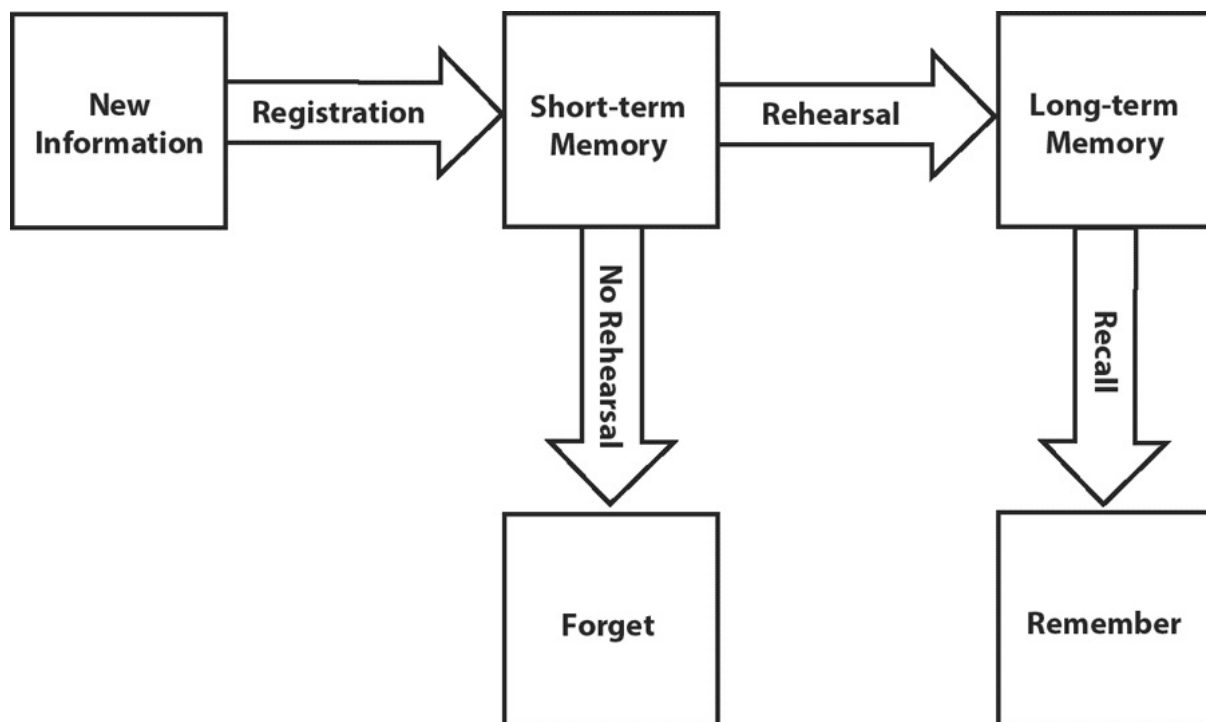 New
Information
Registration
Short-term
Memory
Rehearsal
Long-term
Memory
No Rehearsal
Recall
Forget
Remember